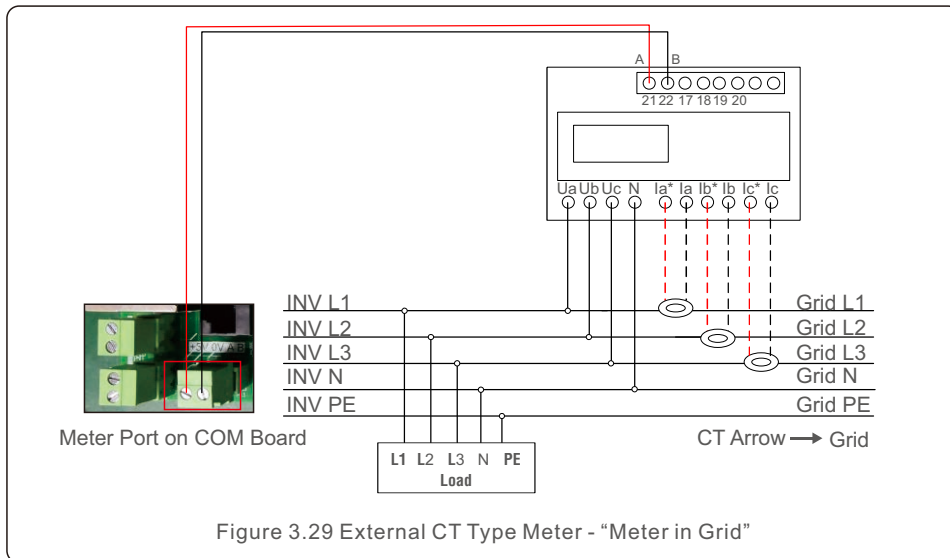 A B
21 22 17 18 19 20
Ua Ub Uc N Ia* Ia Ib* Ib Ic* Ic
INV L1 Grid L1
INV L2 Grid L2
INV L3 Grid L3
INV N Grid N
INV PE Grid PE
+5V 0V A B
Meter Port on COM Board
CT Arrow → Grid
L1 L2 L3 N PE
Load
Figure 3.29 External CT Type Meter - “Meter in Grid”